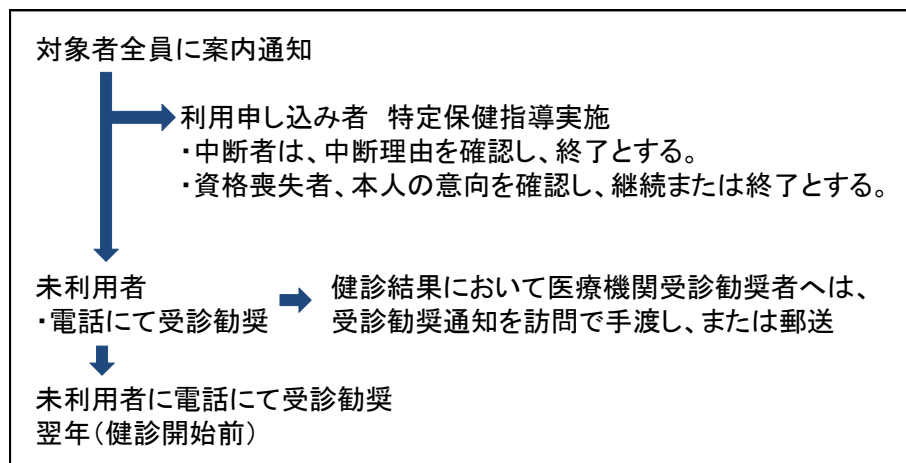 対象者全員に案内通知
利用申し込み者　特定保健指導実施
・中断者は、中断理由を確認し、終了とする。
・資格喪失者、本人の意向を確認し、継続または終了とする。
未利用者
・電話にて受診勧奨
健診結果において医療機関受診勧奨者へは、
受診勧奨通知を訪問で手渡し、または郵送
未利用者に電話にて受診勧奨
翌年（健診開始前）